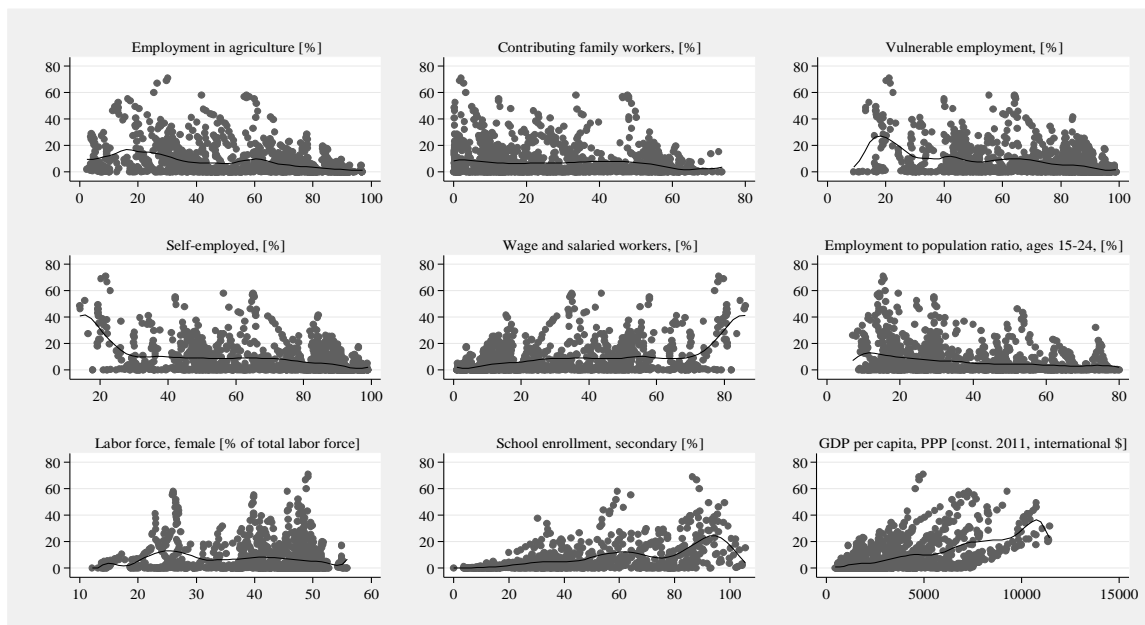 Employment in agriculture [%]
Contributing family workers, [%]
Vulnerable employment, [%]
80
60
40
20
0
0 20 40 60 80 100
80
60
40
20
0
0 20 40 60 80
80
60
40
20
0
0 20 40 60 80 100
Self-employed, [%]
Wage and salaried workers, [%]
Employment to population ratio, ages 15-24, [%]
80
60
40
20
0
20 40 60 80 100
80
60
40
20
0
0 20 40 60 80
80
60
40
20
0
0 20 40 60 80
Labor force, female [% of total labor force]
School enrollment, secondary [%]
GDP per capita, PPP [const. 2011, international $]
80
60
40
20
0
10 20 30 40 50 60
80
60
40
20
0
0 20 40 60 80 100
80
60
40
20
0
0 5000 10000 15000